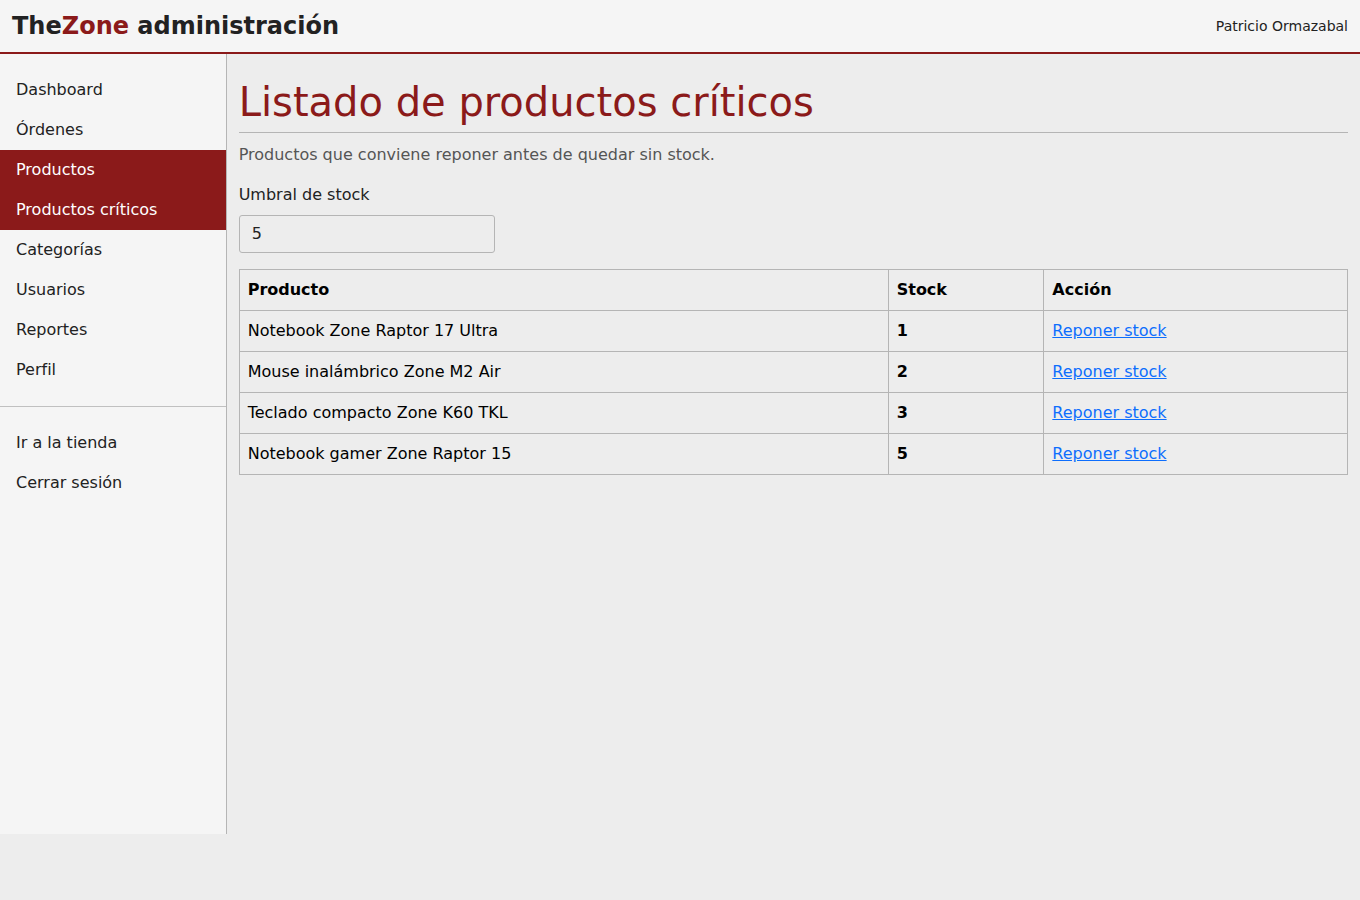 TheZone administración
Patricio Ormazabal
Dashboard
Órdenes
Productos
Productos críticos
Categorías
Usuarios
Reportes
Perfil
Ir a la tienda
Cerrar sesión
Listado de productos críticos
Productos que conviene reponer antes de quedar sin stock.
Umbral de stock
5
Producto Stock Acción
Notebook Zone Raptor 17 Ultra 1 Reponer stock
Mouse inalámbrico Zone M2 Air 2 Reponer stock
Teclado compacto Zone K60 TKL 3 Reponer stock
Notebook gamer Zone Raptor 15 5 Reponer stock